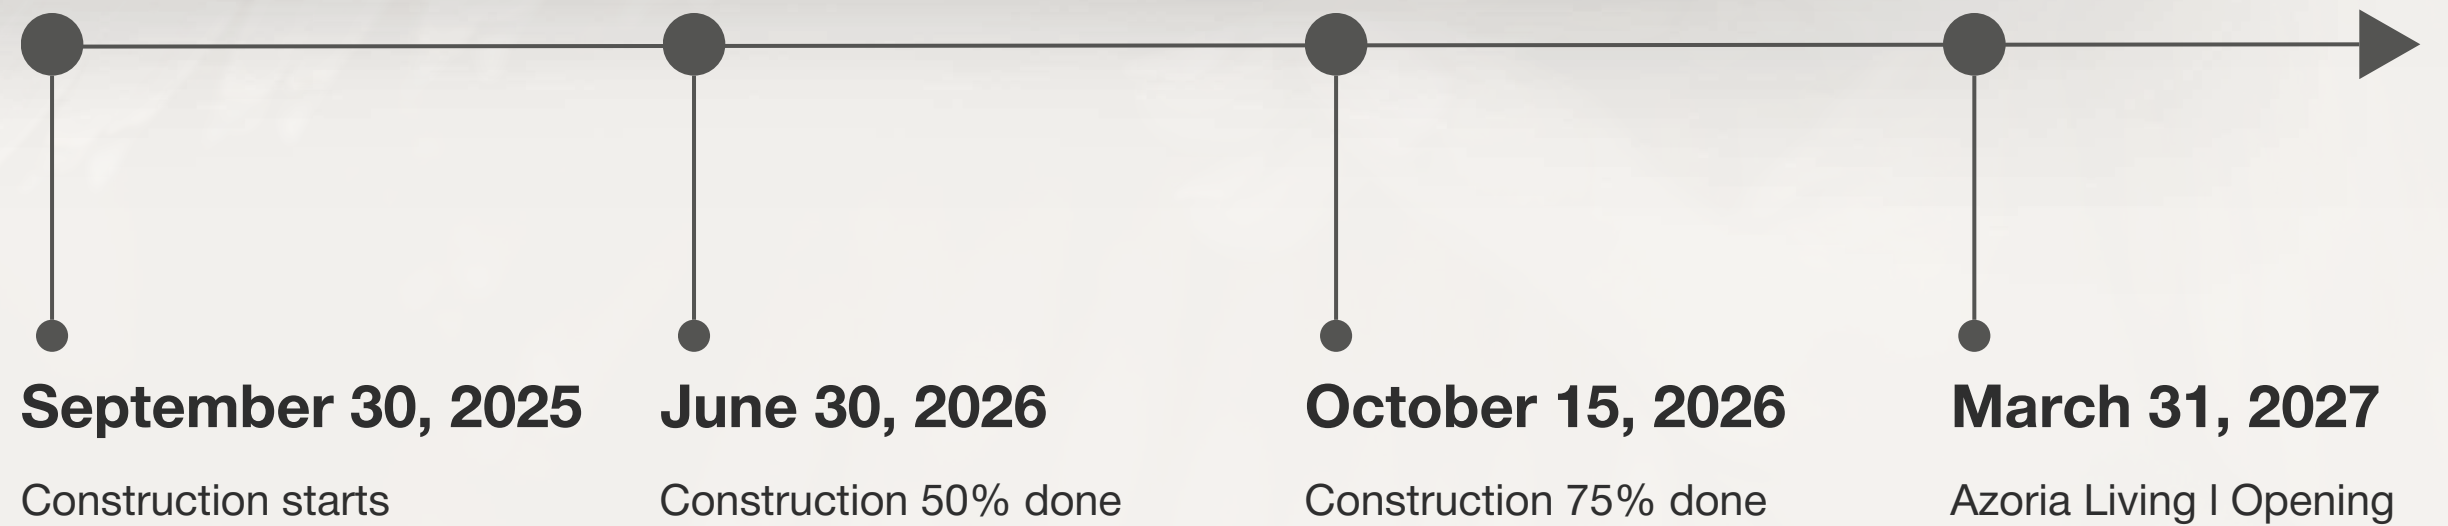 September 30, 2025
Construction starts
June 30, 2026
Construction 50% done
October 15, 2026
Construction 75% done
March 31, 2027
Azoria Living I Opening